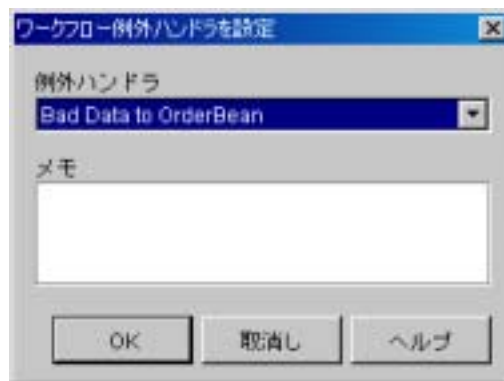 ワークフロー例外ハンドラを設定
例外ハンドラ
Bad Data to OrderBean
メモ
OK
取消し
ヘルプ